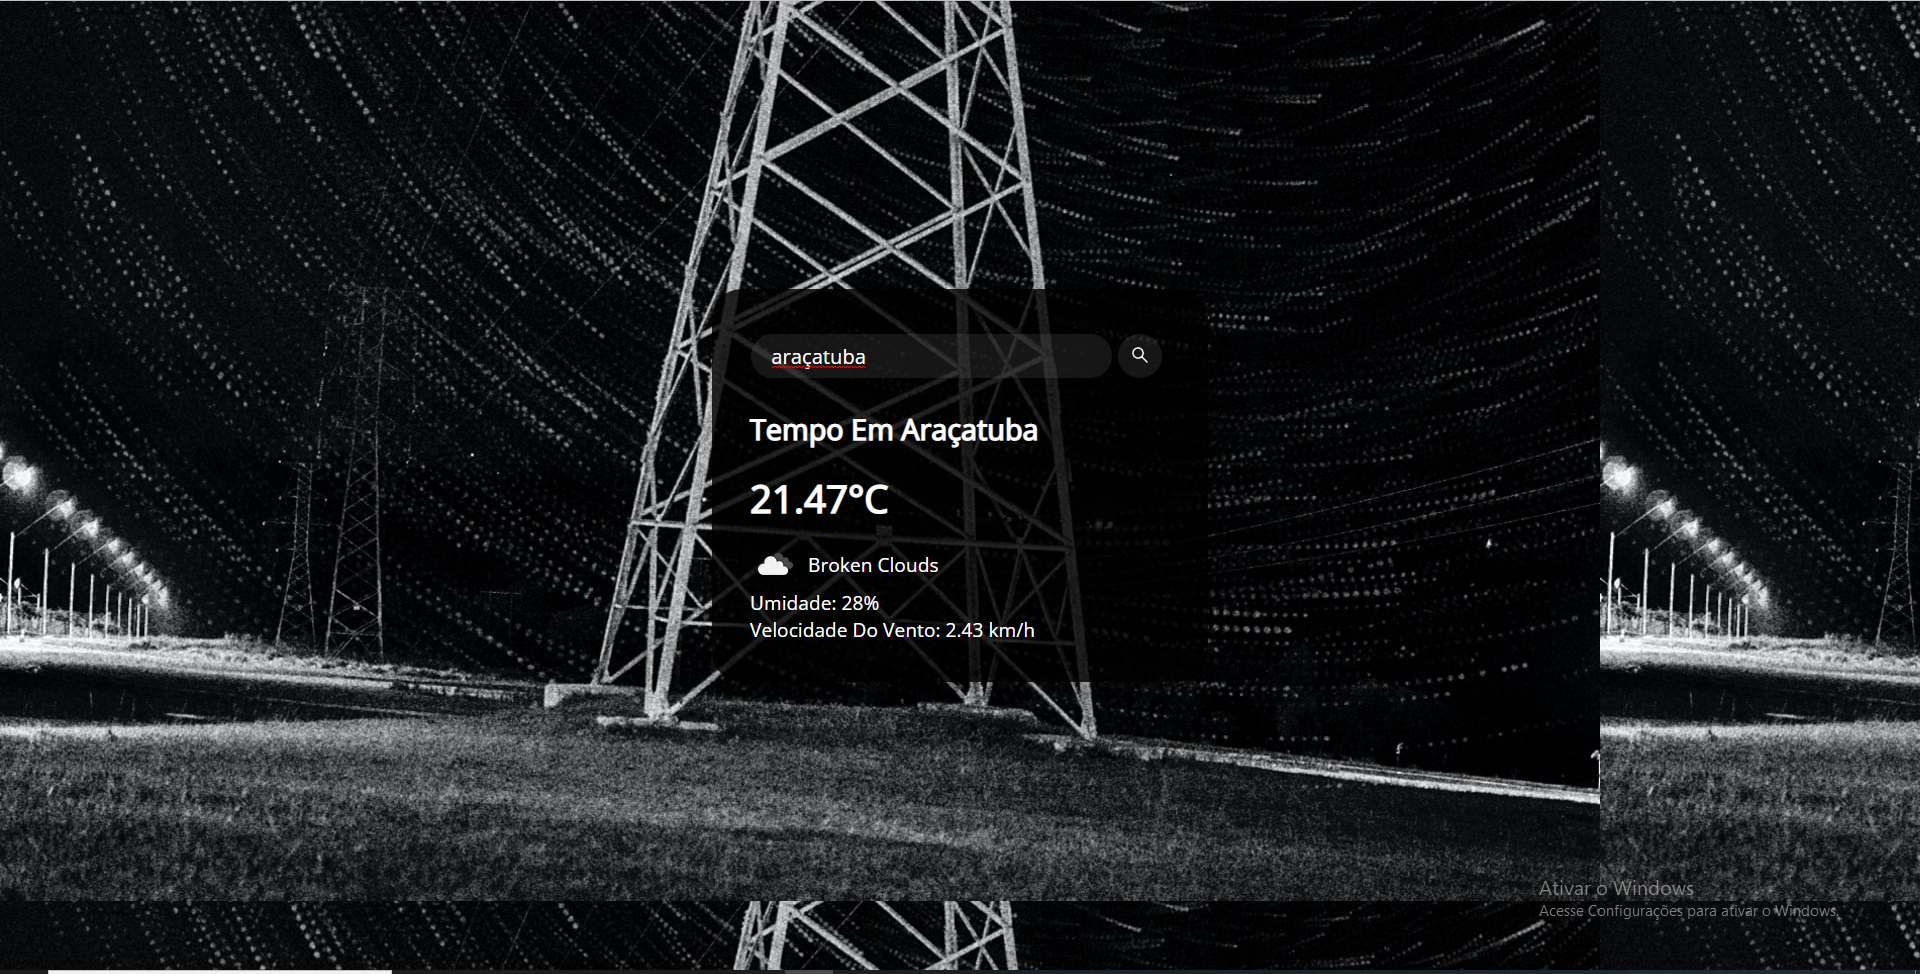 araçatuba
Tempo Em Araçatuba
21.47°C
Broken Clouds
Umidade: 28%
Velocidade Do Vento: 2.43 km/h
Ativar o Windows
Acesse Configurações para ativar o Windows.